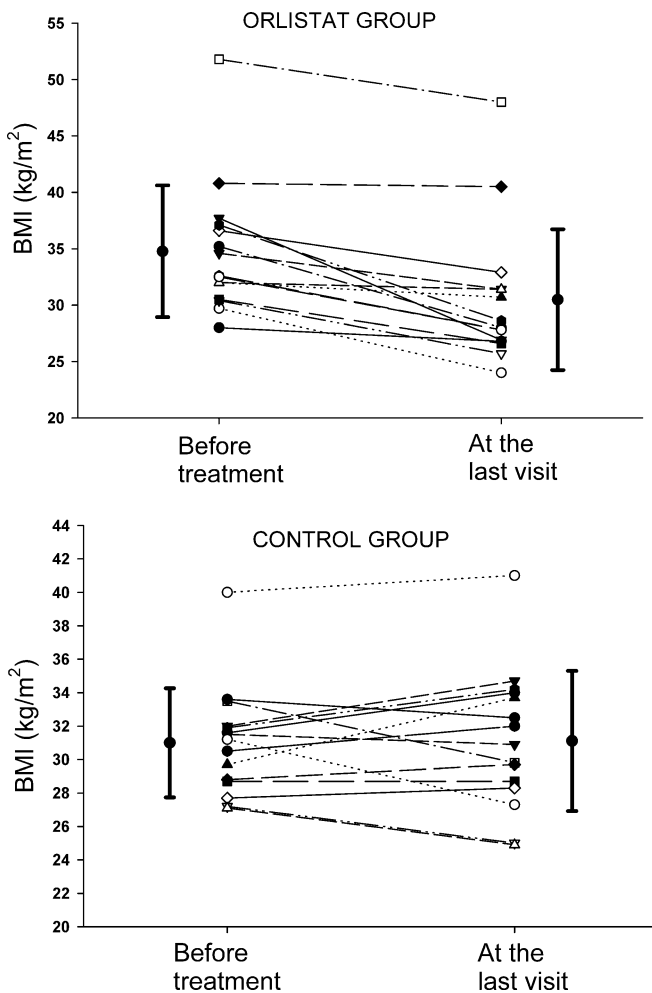 ORLISTAT GROUP
55
50
45
40
35
30
25
20
BMI (kg/m²)
Before
treatment
At the
last visit
CONTROL GROUP
44
42
40
38
36
34
32
30
28
26
24
22
20
BMI (kg/m²)
Before
treatment
At the
last visit